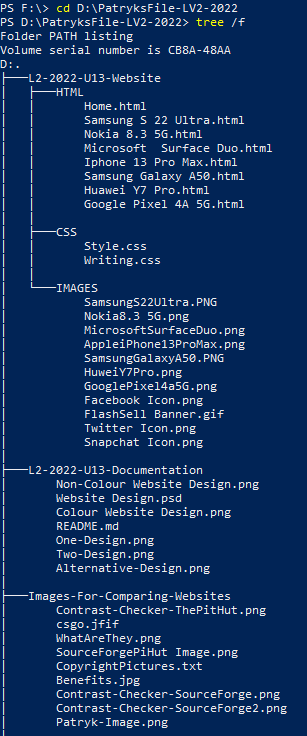 PS F:\> cd D:\PatryksFile-LV2-2022
PS D:\PatryksFile-LV2-2022> tree /f
Folder PATH listing
Volume serial number is CB8A-48AA
D:.
├───L2-2022-U13-Website
│   ├───HTML
│   │       Home.html
│   │       Samsung S 22 Ultra.html
│   │       Nokia 8.3 5G.html
│   │       Microsoft  Surface Duo.html
│   │       Iphone 13 Pro Max.html
│   │       Samsung Galaxy A50.html
│   │       Huawei Y7 Pro.html
│   │       Google Pixel 4A 5G.html
│   │
│   ├───CSS
│   │       Style.css
│   │       Writing.css
│   │
│   └───IMAGES
│           SamsungS22Ultra.PNG
│           Nokia8.3 5G.png
│           MicrosoftSurfaceDuo.png
│           AppleiPhone13ProMax.png
│           SamsungGalaxyA50.PNG
│           HuweiY7Pro.png
│           GooglePixel4a5G.png
│           Facebook Icon.png
│           FlashSell Banner.gif
│           Twitter Icon.png
│           Snapchat Icon.png
│
├───L2-2022-U13-Documentation
│       Non-Colour Website Design.png
│       Website Design.psd
│       Colour Website Design.png
│       README.md
│       One-Design.png
│       Two-Design.png
│       Alternative-Design.png
│
├───Images-For-Comparing-Websites
│       Contrast-Checker-ThePitHut.png
│       csgo.jfif
│       WhatAreThey.png
│       SourceForgePiHut Image.png
│       CopyrightPictures.txt
│       Benefits.jpg
│       Contrast-Checker-SourceForge.png
│       Contrast-Checker-SourceForge2.png
│       Patryk-Image.png
│